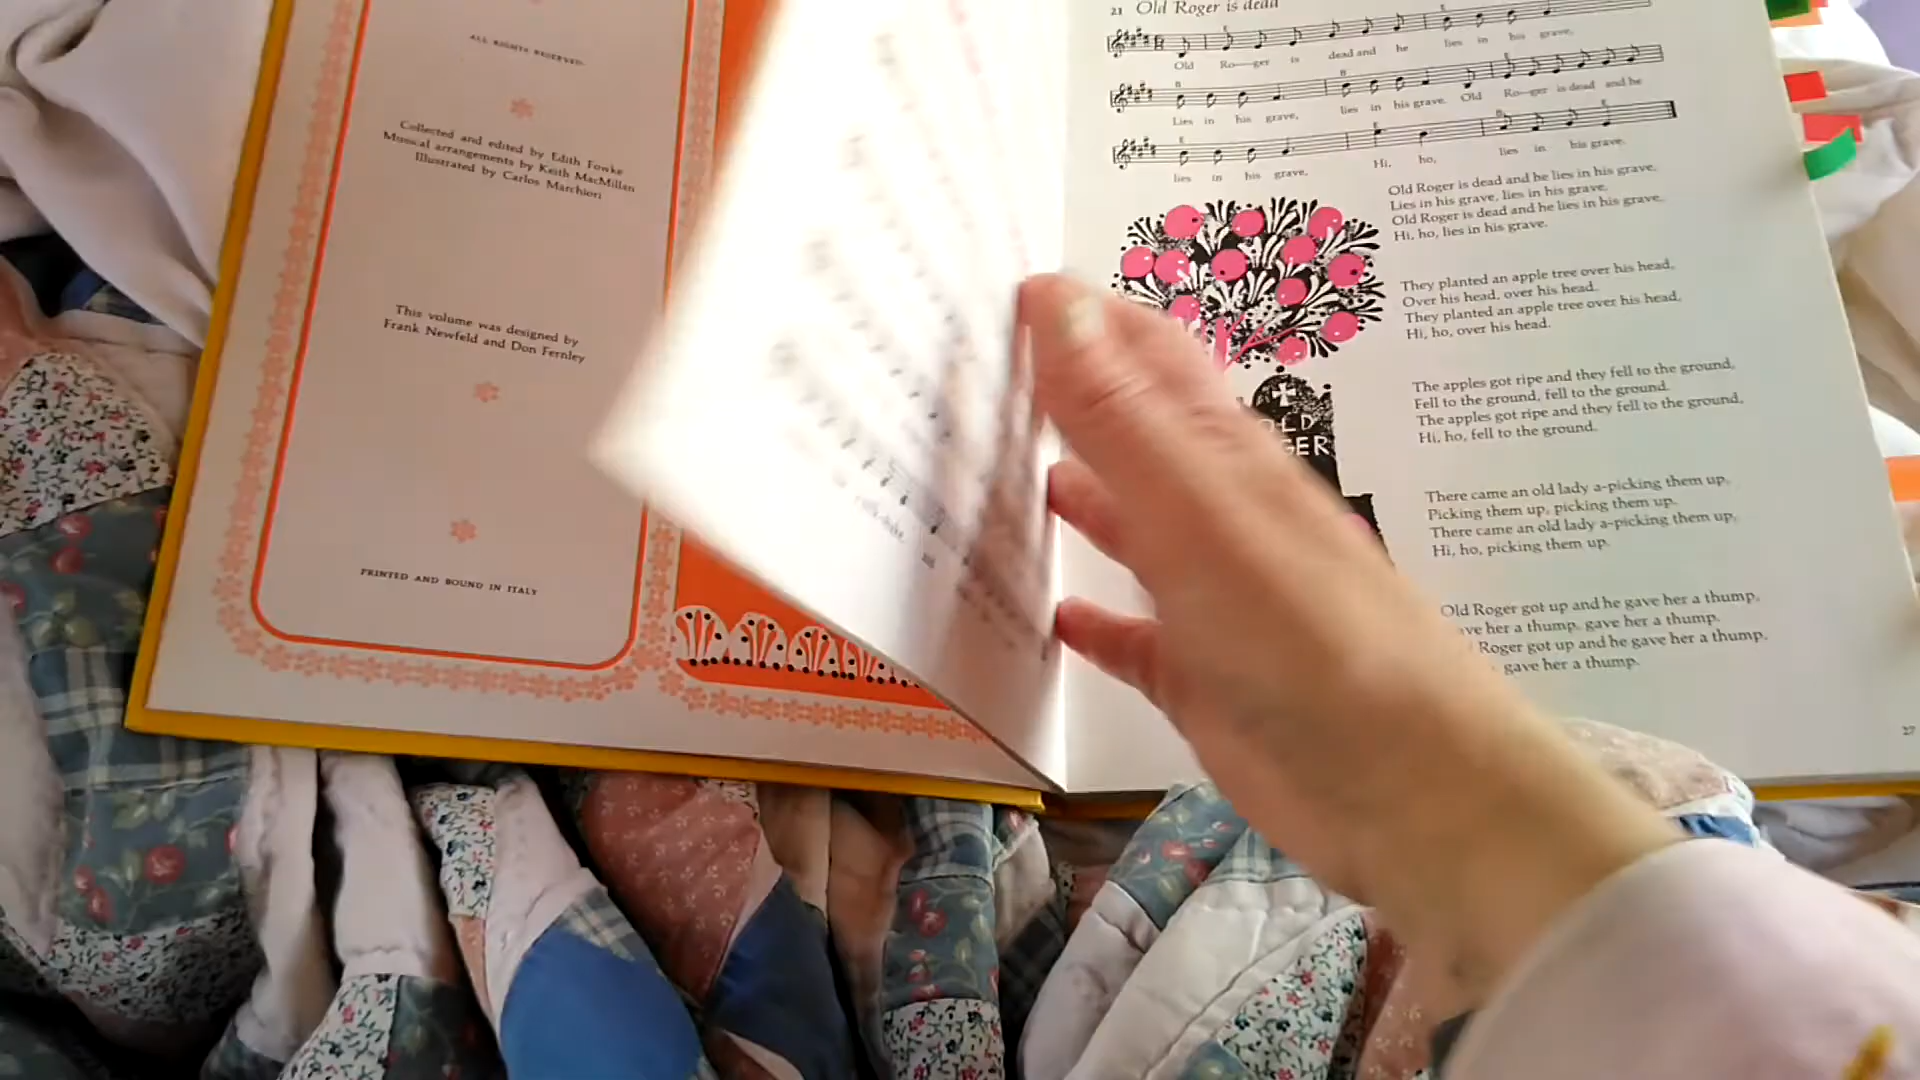 ALL RIGHTS RESERVED.
Collected and edited by Edith Fowke
Musical arrangements by Keith MacMillan
Illustrated by Carlos Marchiori
This volume was designed by
Frank Newfeld and Don Fernley
PRINTED AND BOUND IN ITALY
21 Old Roger is dead
Old Ro—ger is dead and he lies in his grave,
Lies in his grave, lies in his grave. Old Ro—ger is dead and he
lies in his grave, Hi, ho, lies in his grave.
Old Roger is dead and he lies in his grave,
Lies in his grave, lies in his grave.
Old Roger is dead and he lies in his grave,
Hi, ho, lies in his grave.
They planted an apple tree over his head,
Over his head, over his head.
They planted an apple tree over his head,
Hi, ho, over his head.
OLD
GER
The apples got ripe and they fell to the ground,
Fell to the ground, fell to the ground.
The apples got ripe and they fell to the ground,
Hi, ho, fell to the ground.
There came an old lady a-picking them up,
Picking them up, picking them up.
There came an old lady a-picking them up,
Hi, ho, picking them up.
Old Roger got up and he gave her a thump,
ave her a thump, gave her a thump.
Roger got up and he gave her a thump,
gave her a thump.
27